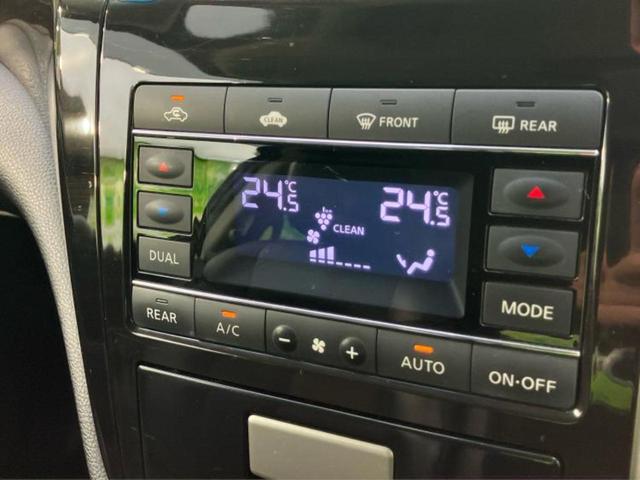 CLEAN
FRONT
REAR
24.5°C
24.5°C
CLEAN
DUAL
MODE
REAR
A/C
AUTO
ON·OFF